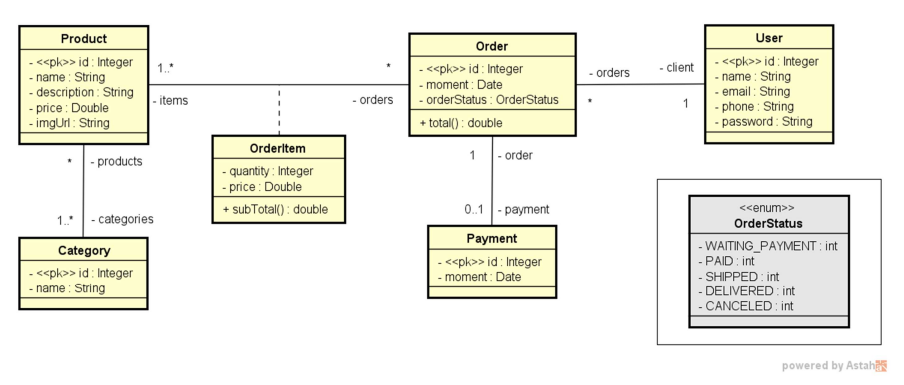 Product
- <<pk>> id : Integer
- name : String
- description : String
- price : Double
- imgUrl : String
1..*
- items
*
- orders
Order
- <<pk>> id : Integer
- moment : Date
- orderStatus : OrderStatus
+ total() : double
- orders
*
- client
1
User
- <<pk>> id : Integer
- name : String
- email : String
- phone : String
- password : String
OrderItem
- quantity : Integer
- price : Double
+ subTotal() : double
* - products
1..* - categories
Category
- <<pk>> id : Integer
- name : String
1 - order
0..1 - payment
Payment
- <<pk>> id : Integer
- moment : Date
<<enum>>
OrderStatus
- WAITING_PAYMENT : int
- PAID : int
- SHIPPED : int
- DELIVERED : int
- CANCELED : int
powered by Astah